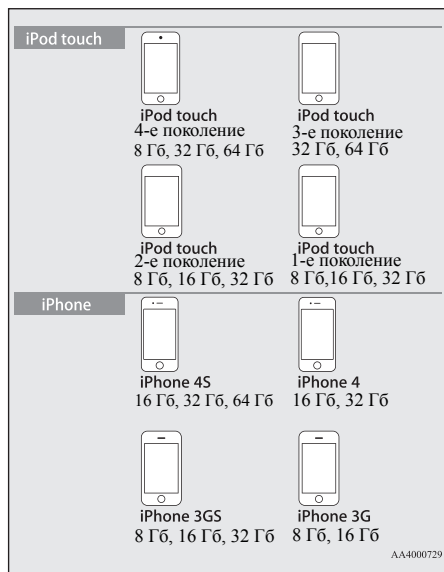 iPod touch
iPod touch
4-е поколение
8 Гб, 32 Гб, 64 Гб
iPod touch
3-е поколение
32 Гб, 64 Гб
iPod touch
2-е поколение
8 Гб, 16 Гб, 32 Гб
iPod touch
1-е поколение
8 Гб,16 Гб, 32 Гб
iPhone
iPhone 4S
16 Гб, 32 Гб, 64 Гб
iPhone 4
16 Гб, 32 Гб
iPhone 3GS
8 Гб, 16 Гб, 32 Гб
iPhone 3G
8 Гб, 16 Гб
AA4000729